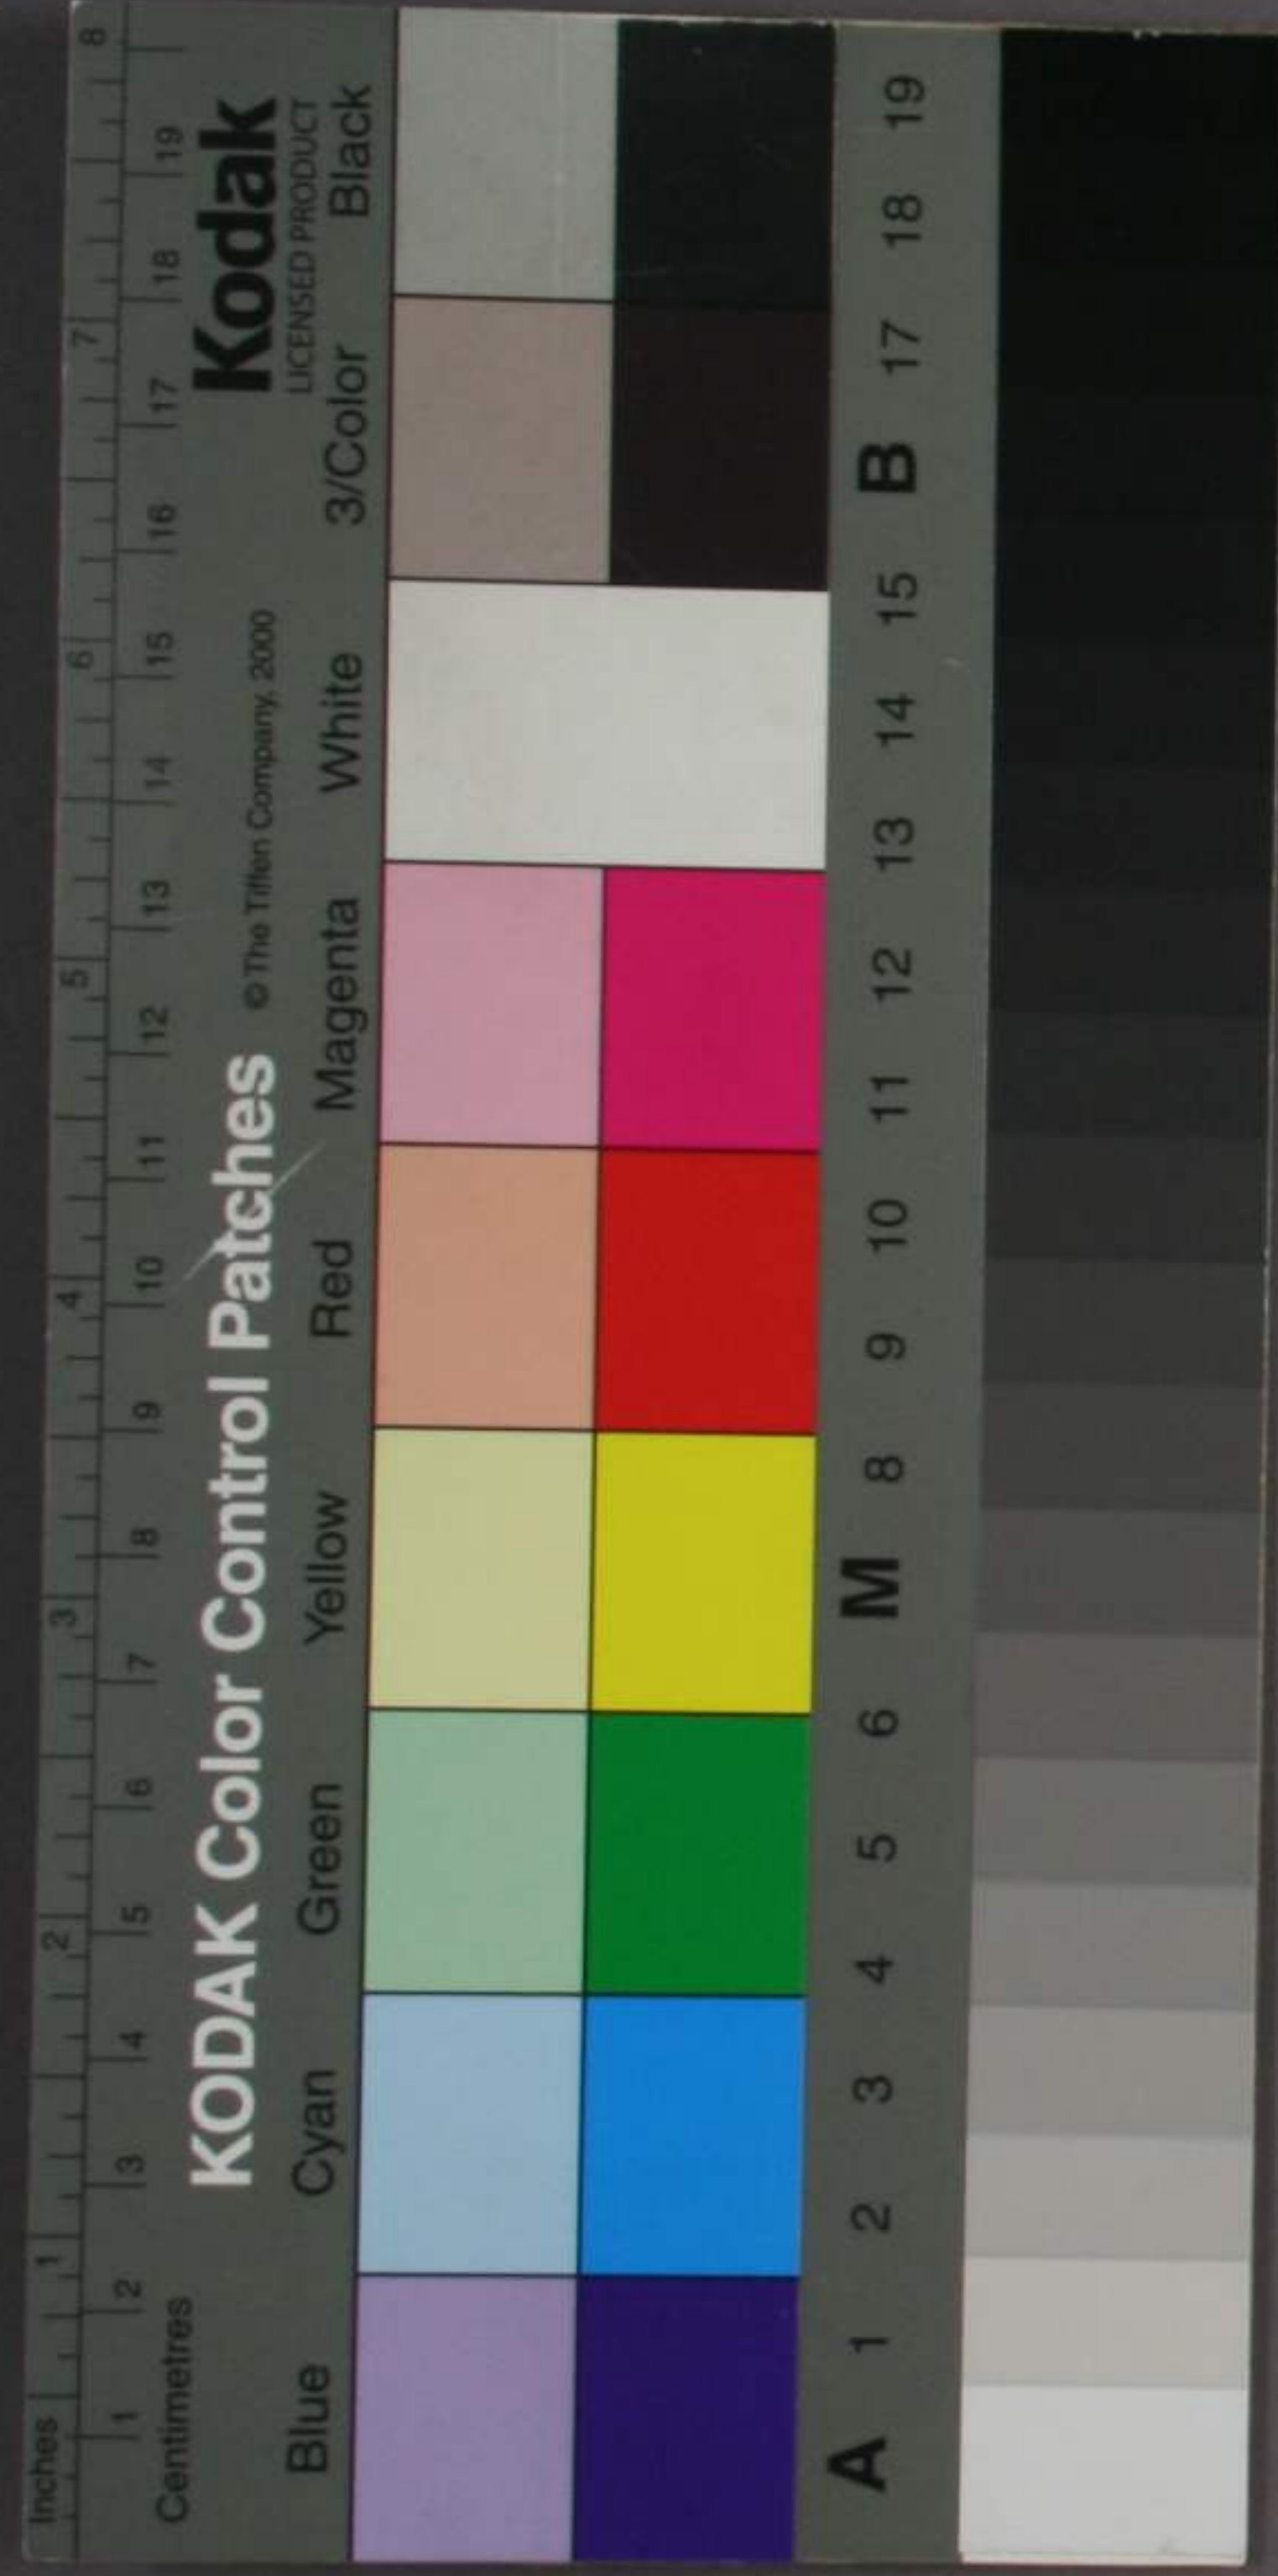 Inches 1 2 3 4 5 6 7 8
Centimetres 1 2 3 4 5 6 7 8 9 10 11 12 13 14 15 16 17 18 19
KODAK Color Control Patches © The Tiffen Company, 2000 Kodak
LICENSED PRODUCT
Blue Cyan Green Yellow Red Magenta White 3/Color Black
A 1 2 3 4 5 6 M 8 9 10 11 12 13 14 15 B 17 18 19